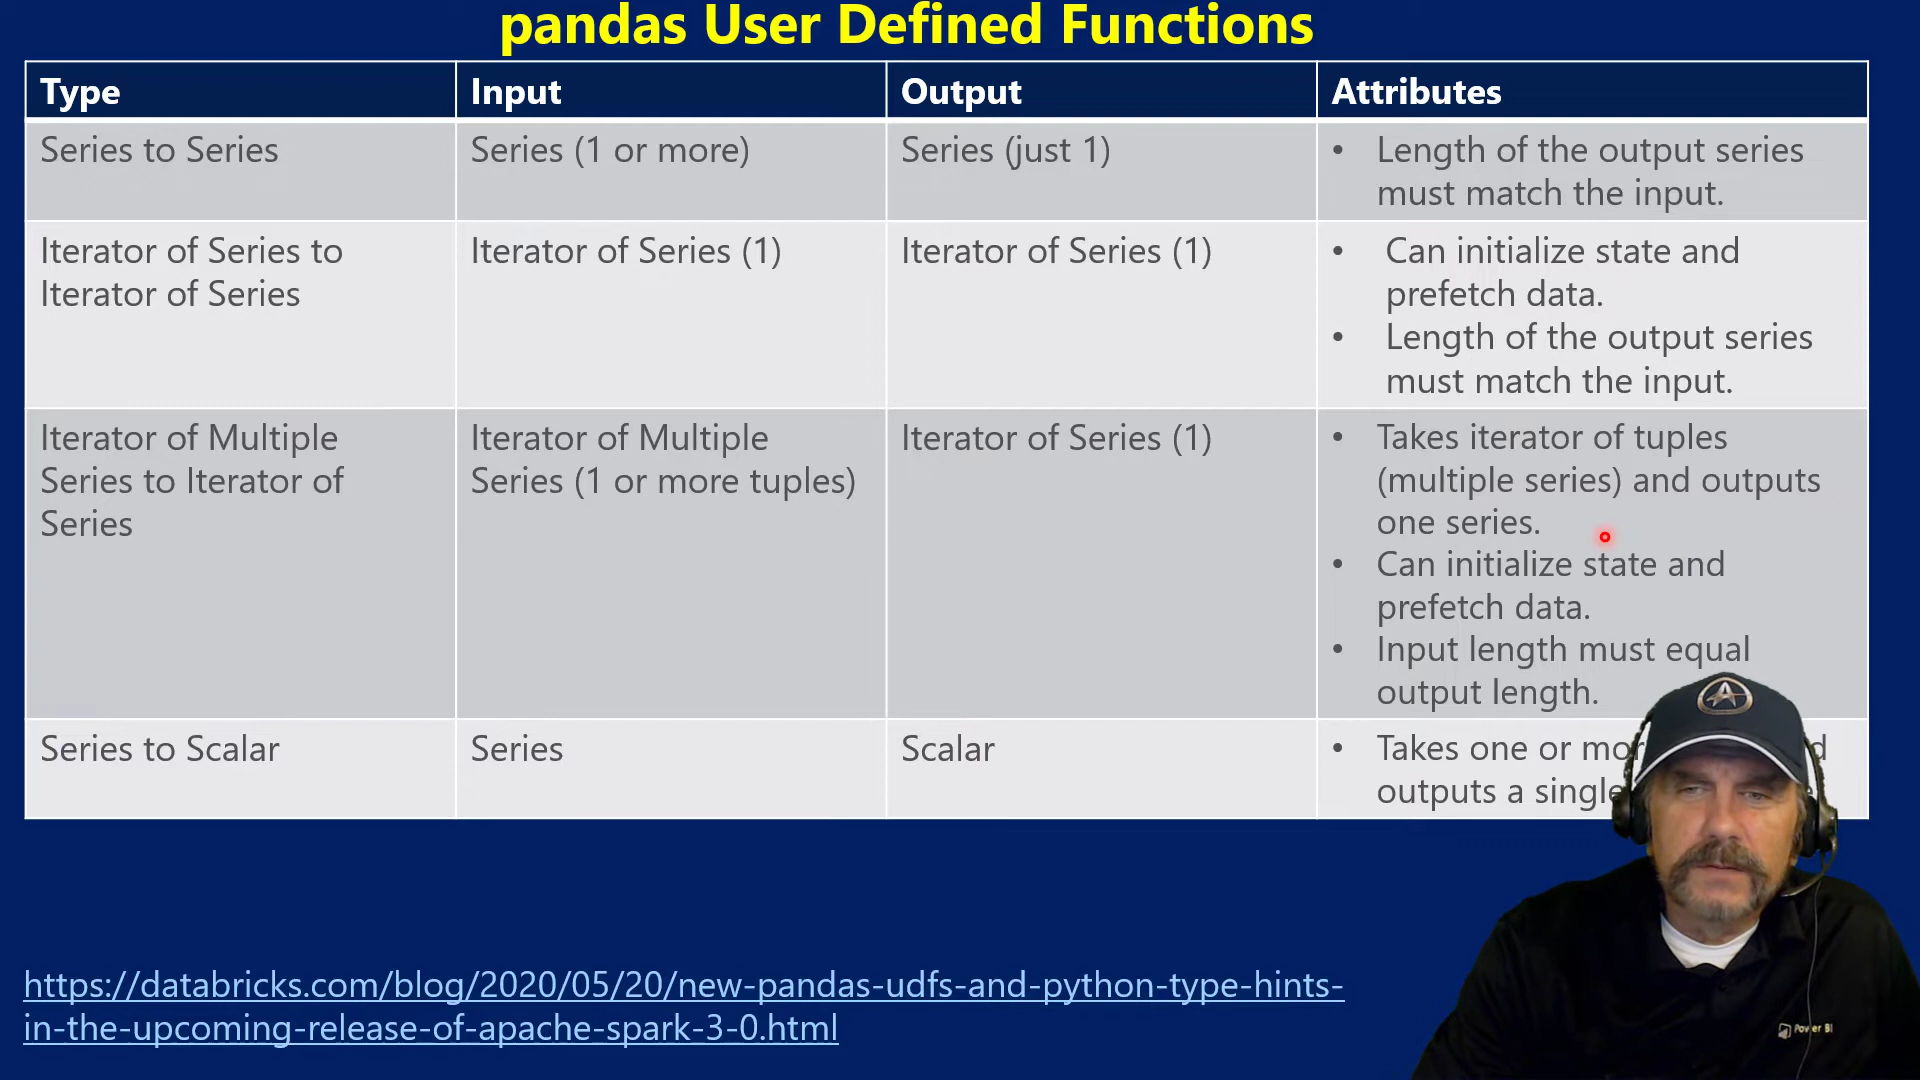 pandas User Defined Functions
Type
Input
Output
Attributes
Series to Series
Series (1 or more)
Series (just 1)
• Length of the output series
must match the input.
Iterator of Series to
Iterator of Series
Iterator of Series (1)
Iterator of Series (1)
• Can initialize state and
prefetch data.
• Length of the output series
must match the input.
Iterator of Multiple
Series to Iterator of
Series
Iterator of Multiple
Series (1 or more tuples)
Iterator of Series (1)
• Takes iterator of tuples
(multiple series) and outputs
one series.
• Can initialize state and
prefetch data.
• Input length must equal
output length.
Series to Scalar
Series
Scalar
• Takes one or
outputs a single
https://databricks.com/blog/2020/05/20/new-pandas-udfs-and-python-type-hints-
in-the-upcoming-release-of-apache-spark-3-0.html
Power BI